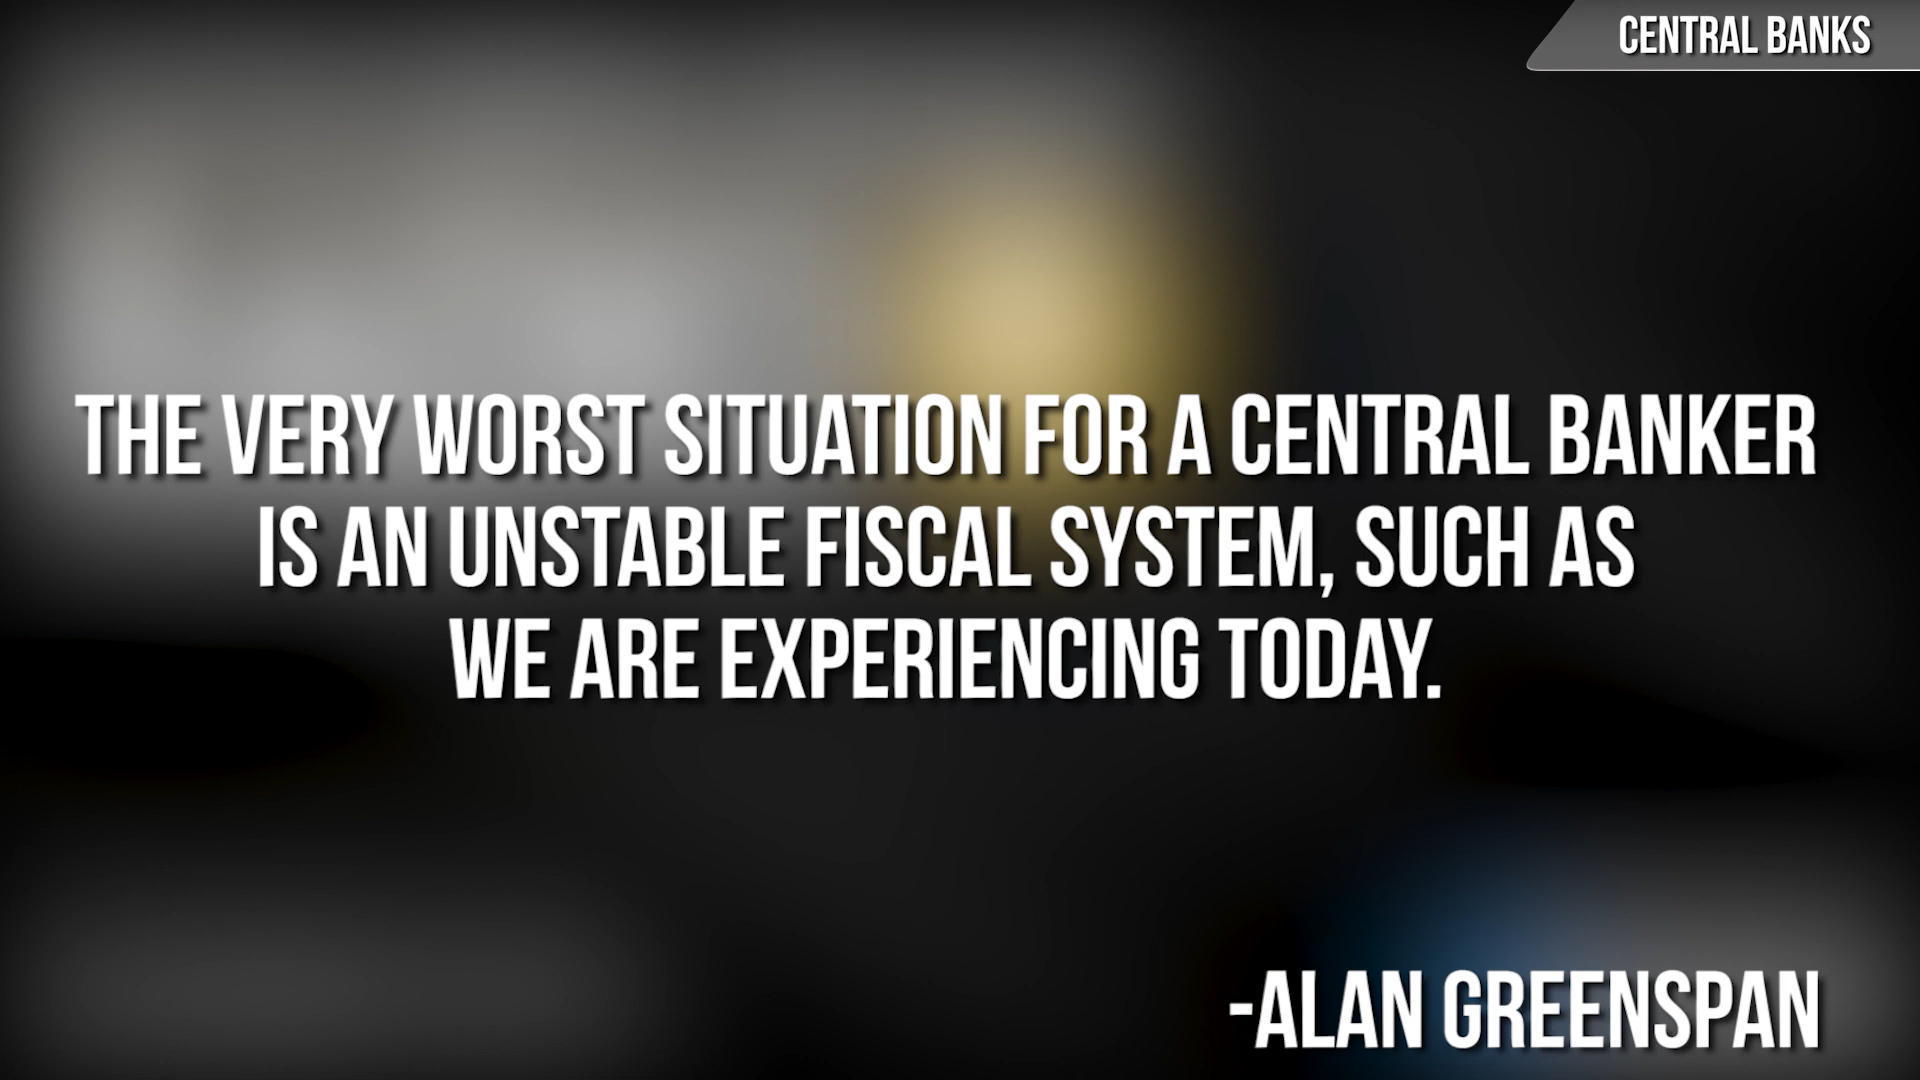 CENTRAL BANKS
THE VERY WORST SITUATION FOR A CENTRAL BANKER
IS AN UNSTABLE FISCAL SYSTEM, SUCH AS
WE ARE EXPERIENCING TODAY.
-ALAN GREENSPAN